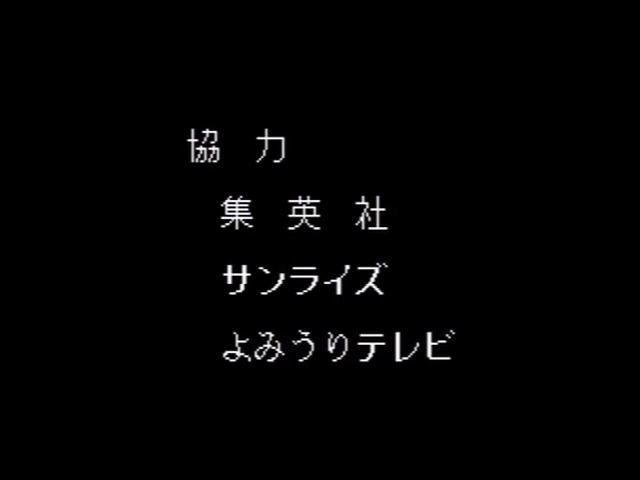 協　力
集　英　社
サンライズ
よみうりテレビ